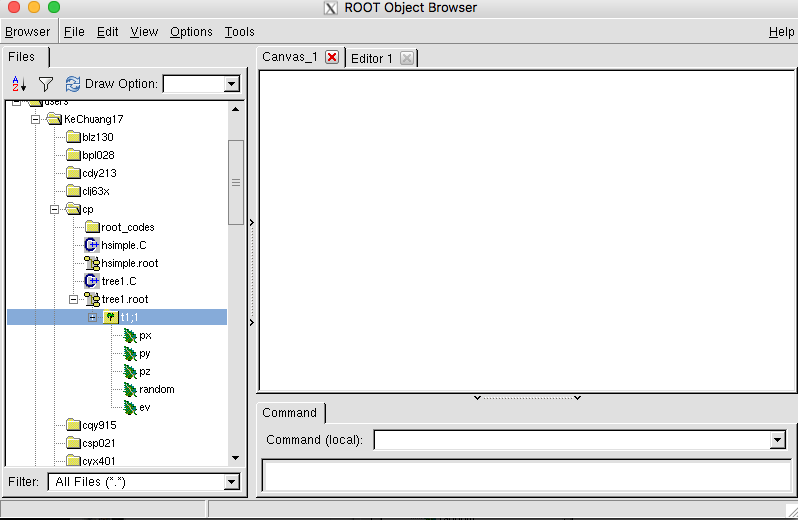 ROOT Object Browser
Browser File Edit View Options Tools Help
Files
Canvas_1
Editor 1
Draw Option:
users
KeChuang17
blz130
bpl028
cdy213
clj63x
cp
root_codes
hsimple.C
hsimple.root
tree1.C
tree1.root
t1;1
px
py
pz
random
ev
cqy915
csp021
cyx401
Filter: All Files (*.*)
Command
Command (local):